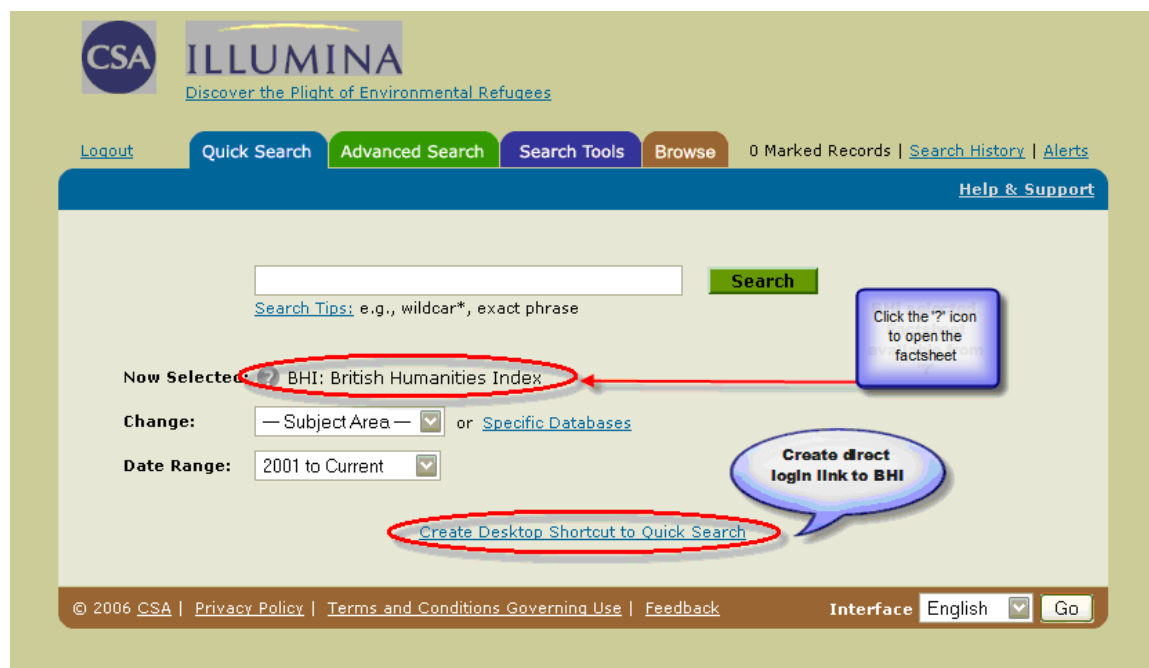 CSA ILLUMINA
Discover the Plight of Environmental Refugees
Logout Quick Search Advanced Search Search Tools Browse 0 Marked Records | Search History | Alerts
Help & Support
Search
Search Tips: e.g., wildcar*, exact phrase
Click the '?' icon
to open the
factsheet
Now Selected: ? BHI: British Humanities Index
Change: — Subject Area — or Specific Databases
Date Range: 2001 to Current
Create direct
login link to BHI
Create Desktop Shortcut to Quick Search
© 2006 CSA | Privacy Policy | Terms and Conditions Governing Use | Feedback Interface English Go